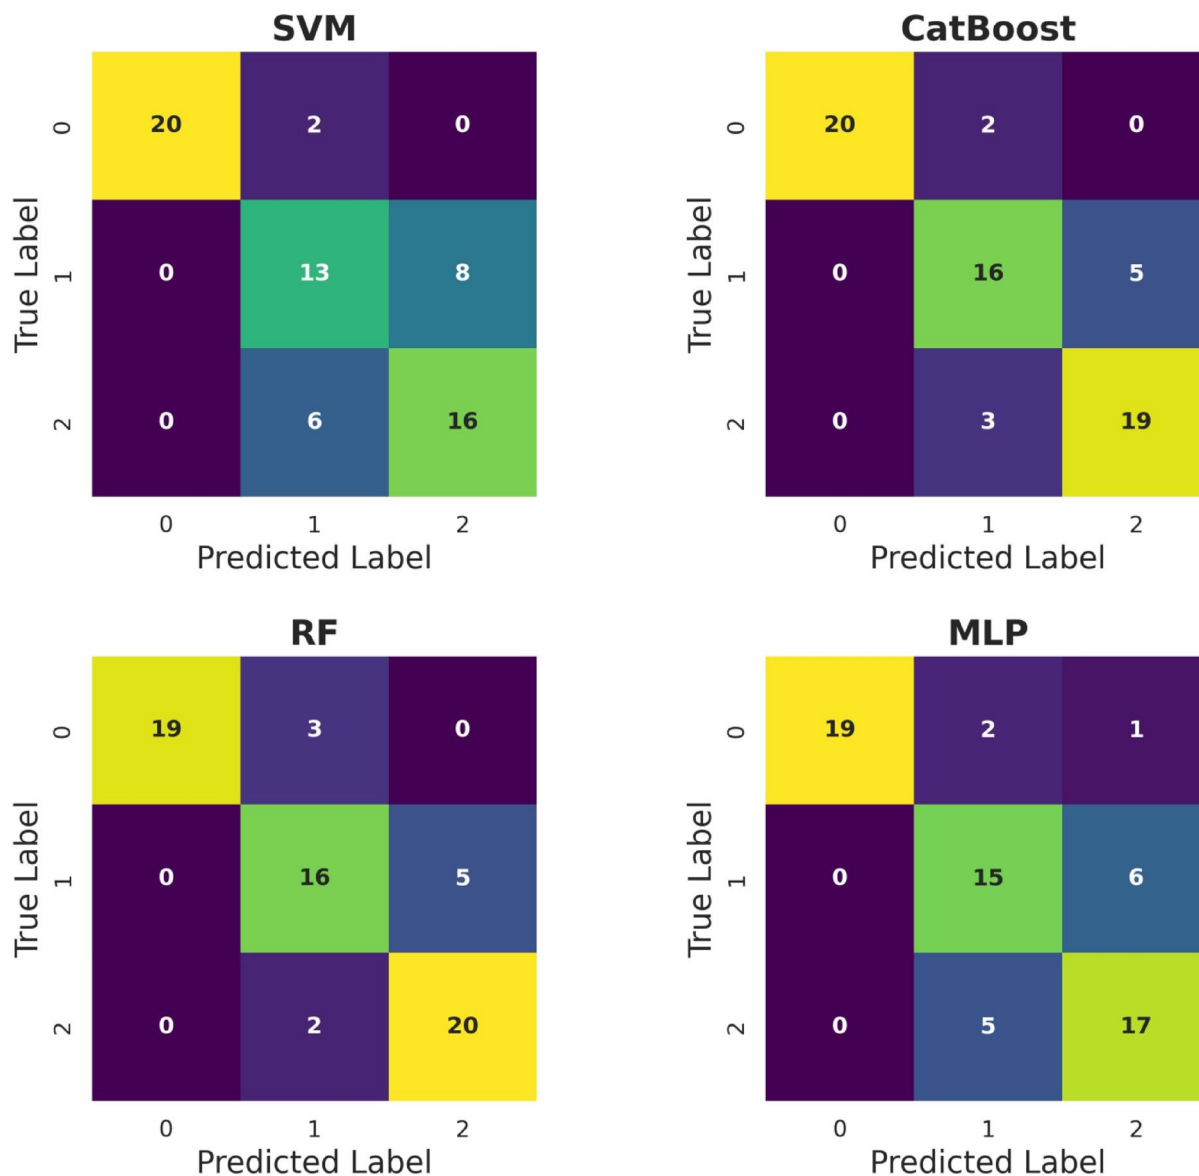 SVM
0 20 2 0
1 0 13 8
2 0 6 16
0 1 2
True Label
Predicted Label
CatBoost
0 20 2 0
1 0 16 5
2 0 3 19
0 1 2
True Label
Predicted Label
RF
0 19 3 0
1 0 16 5
2 0 2 20
0 1 2
True Label
Predicted Label
MLP
0 19 2 1
1 0 15 6
2 0 5 17
0 1 2
True Label
Predicted Label